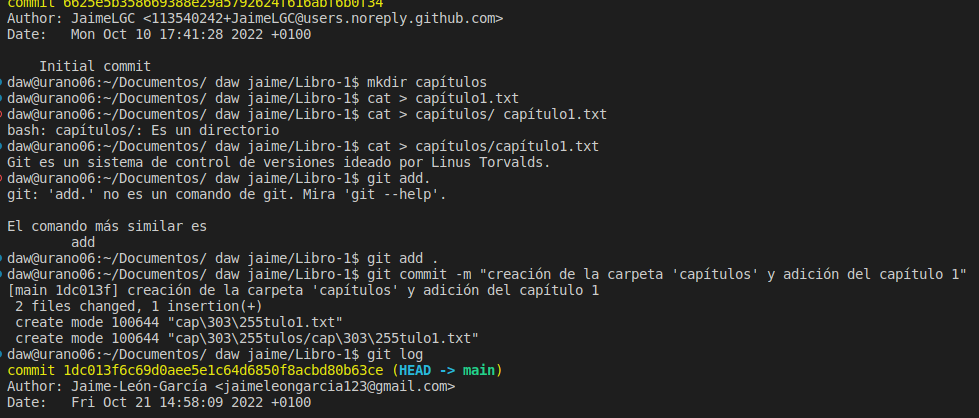 commit 6625e5b358669388e29a5792624f616abf6b0f34
Author: JaimeLGC <113540242+JaimeLGC@users.noreply.github.com>
Date:   Mon Oct 10 17:41:28 2022 +0100
Initial commit
daw@urano06:~/Documentos/ daw jaime/Libro-1$ mkdir capítulos
daw@urano06:~/Documentos/ daw jaime/Libro-1$ cat > capítulo1.txt
daw@urano06:~/Documentos/ daw jaime/Libro-1$ cat > capítulos/ capítulo1.txt
bash: capítulos/: Es un directorio
daw@urano06:~/Documentos/ daw jaime/Libro-1$ cat > capítulos/capítulo1.txt
Git es un sistema de control de versiones ideado por Linus Torvalds.
daw@urano06:~/Documentos/ daw jaime/Libro-1$ git add.
git: 'add.' no es un comando de git. Mira 'git --help'.
El comando más similar es
add
daw@urano06:~/Documentos/ daw jaime/Libro-1$ git add .
daw@urano06:~/Documentos/ daw jaime/Libro-1$ git commit -m "creación de la carpeta 'capítulos' y adición del capítulo 1"
[main 1dc013f] creación de la carpeta 'capítulos' y adición del capítulo 1
2 files changed, 1 insertion(+)
create mode 100644 "cap\303\255tulo1.txt"
create mode 100644 "cap\303\255tulos/cap\303\255tulo1.txt"
daw@urano06:~/Documentos/ daw jaime/Libro-1$ git log
commit 1dc013f6c69d0aee5e1c64d6850f8acbd80b63ce (HEAD -> main)
Author: Jaime-León-García <jaimeleongarcia123@gmail.com>
Date:   Fri Oct 21 14:58:09 2022 +0100